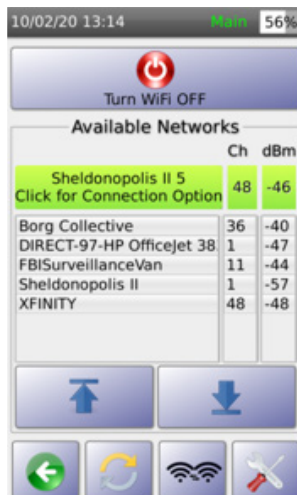 10/02/20 13:14 Main 56%
Turn WiFi OFF
Available Networks
Ch dBm
Sheldonopolis II 5
Click for Connection Option 48 -46
Borg Collective 36 -40
DIRECT-97-HP OfficeJet 38 1 -47
FBISurveillanceVan 11 -44
Sheldonopolis II 1 -57
XFINITY 48 -48